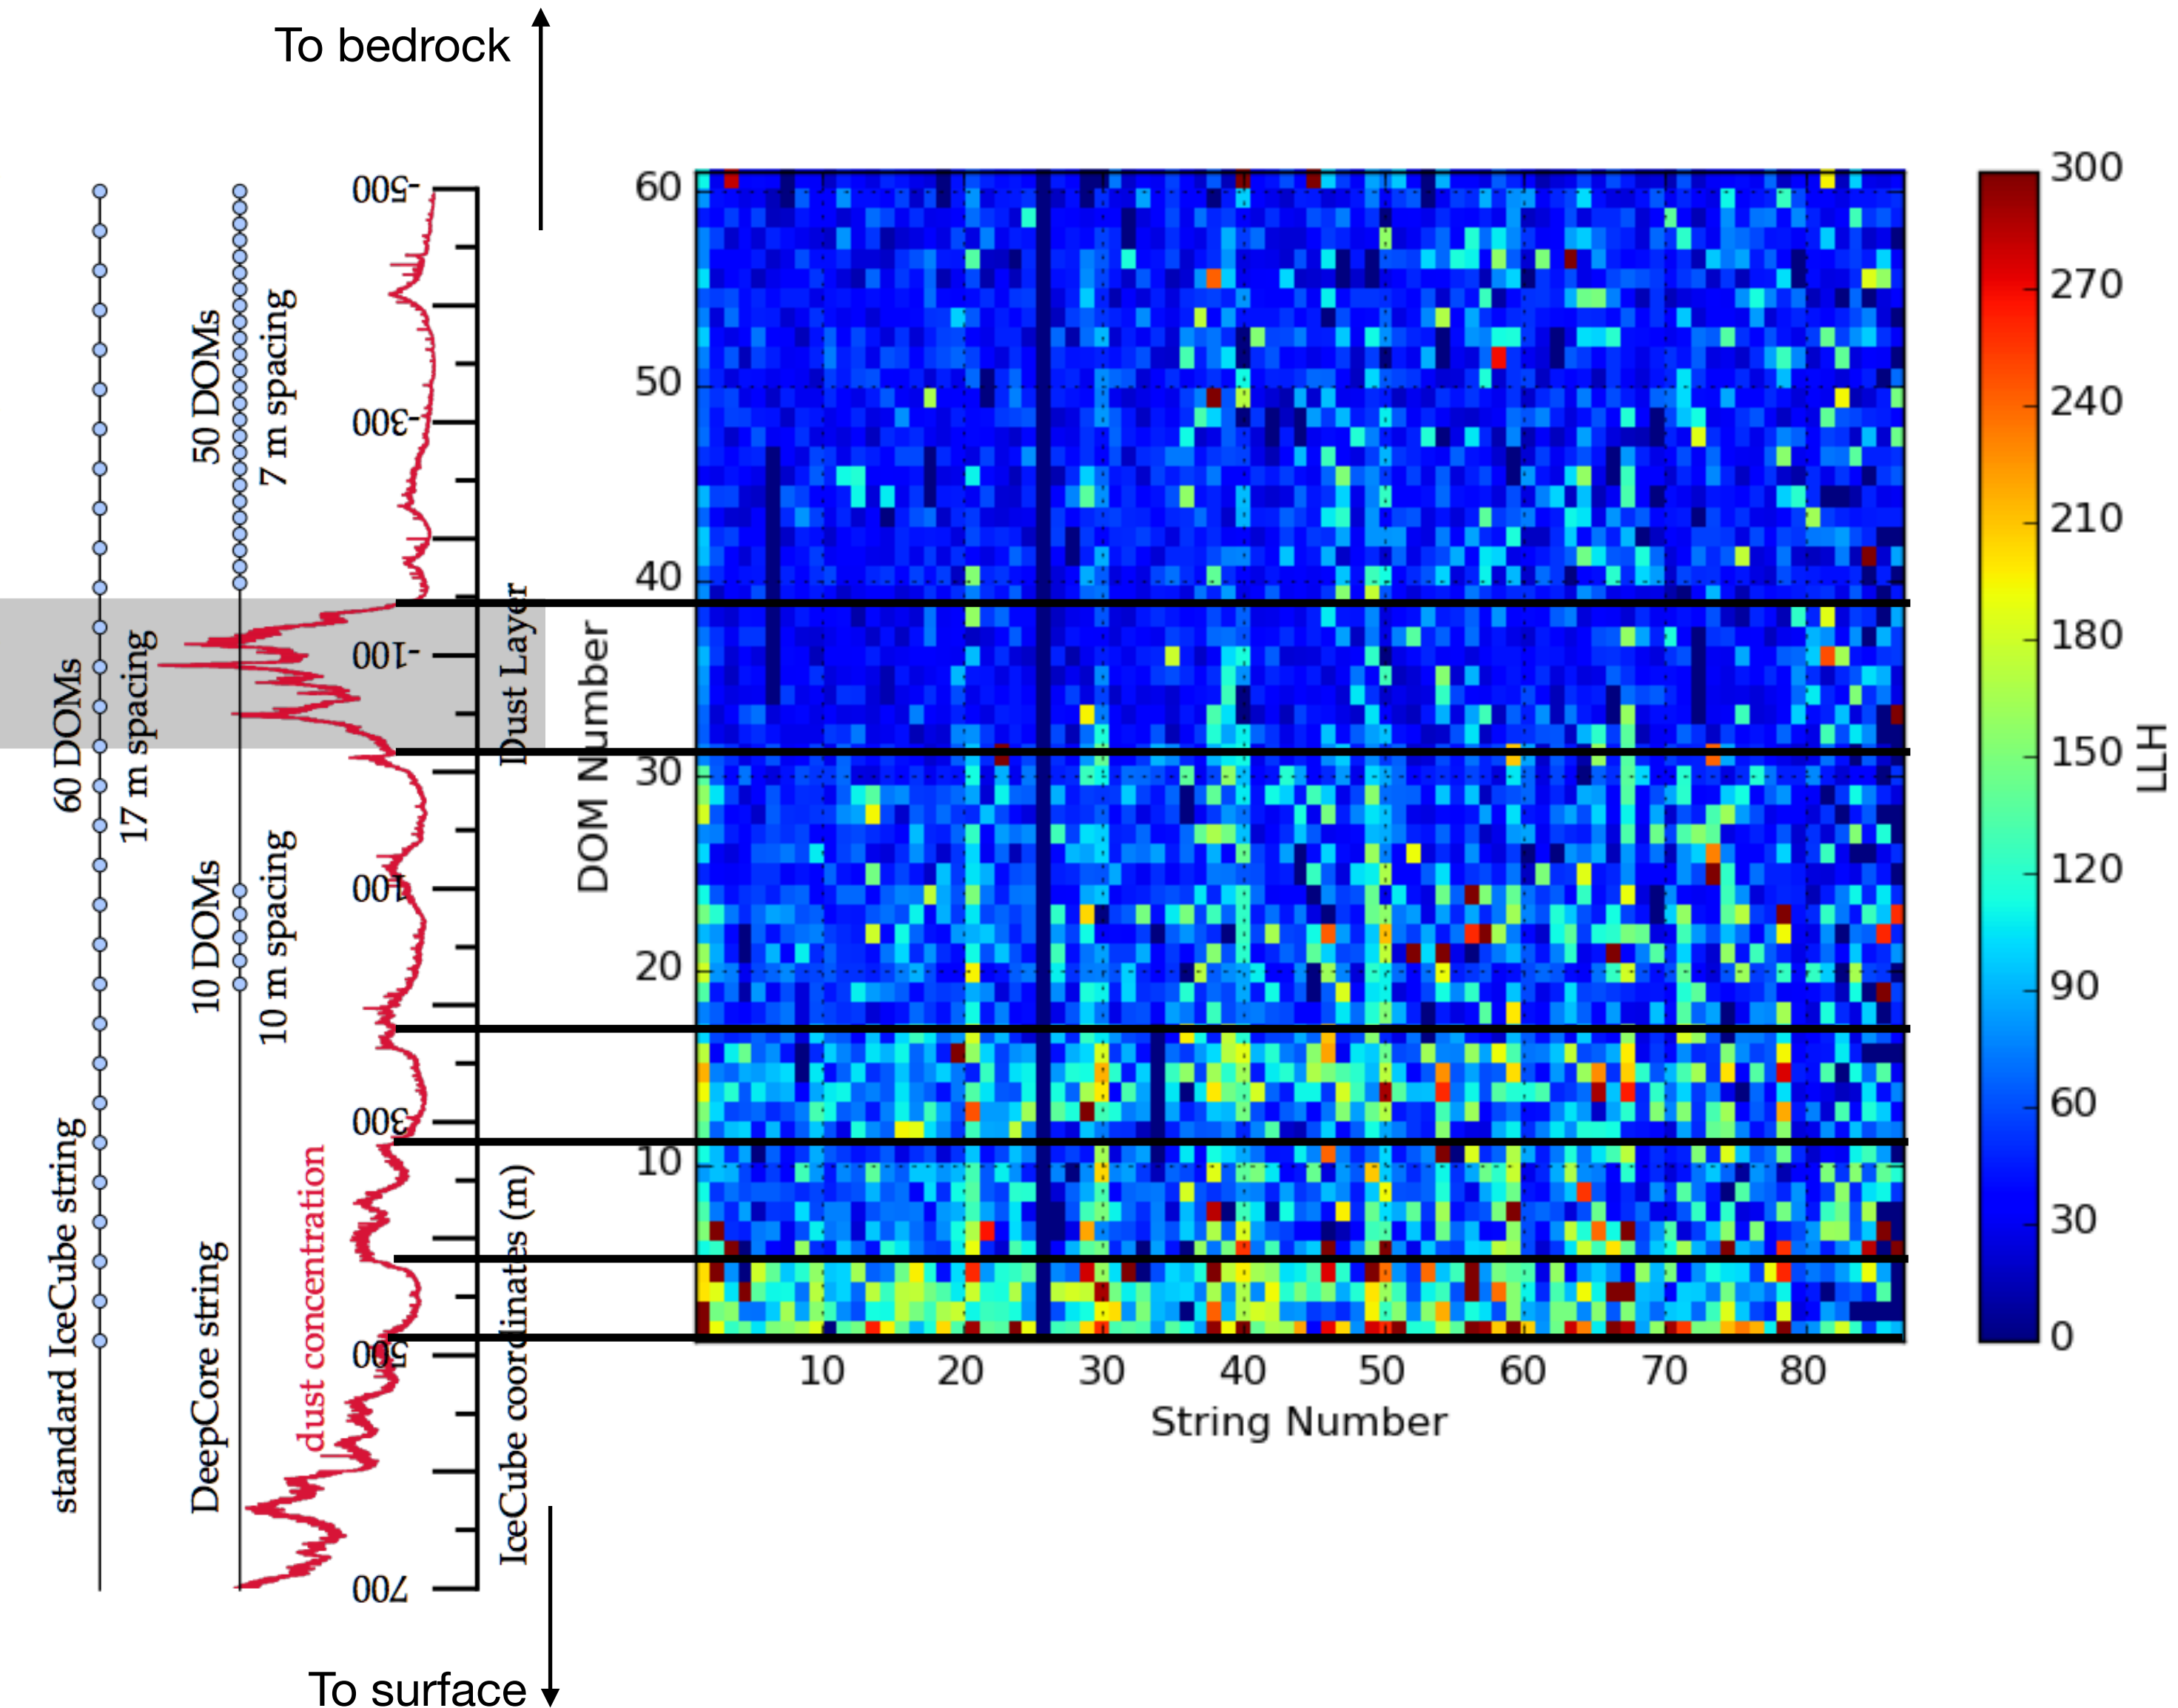 To bedrock
-500
-300
-100
100
300
500
700
50 DOMs
7 m spacing
60 DOMs
17 m spacing
10 DOMs
10 m spacing
standard IceCube string
DeepCore string
dust concentration
Dust Layer
IceCube coordinates (m)
To surface
DOM Number
60
50
40
30
20
10
10 20 30 40 50 60 70 80
String Number
300
270
240
210
180
150
120
90
60
30
0
LLH